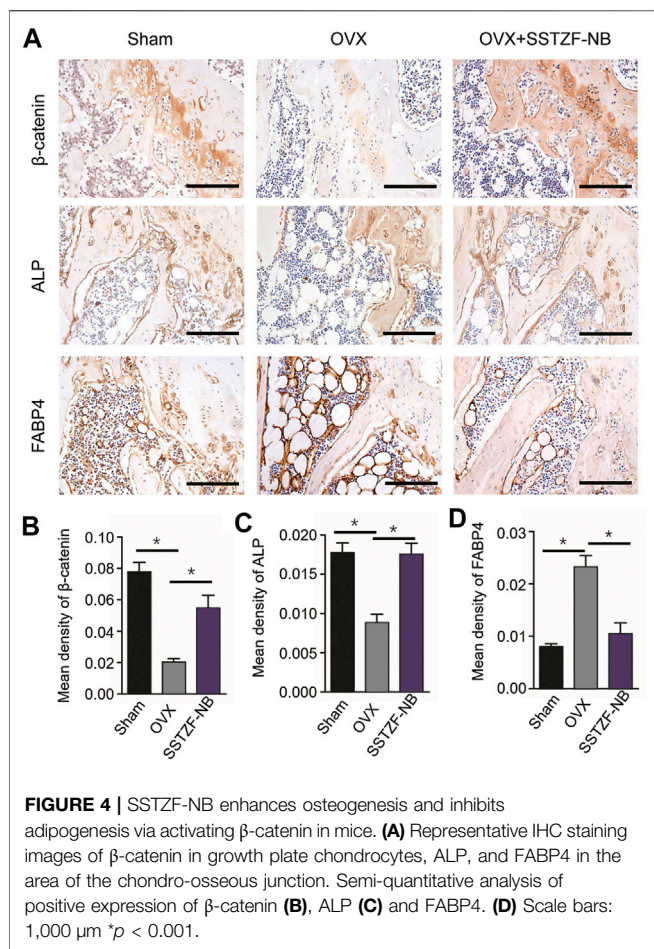 A
Sham OVX OVX+SSTZF-NB
β-catenin
ALP
FABP4
B
Mean density of β-catenin
0.10
0.08
0.06
0.04
0.02
0.00
* *
Sham OVX SSTZF-NB
C
Mean density of ALP
0.020
0.015
0.010
0.005
0.000
* *
Sham OVX SSTZF-NB
D
Mean density of FABP4
0.03
0.02
0.01
0.00
* *
Sham OVX SSTZF-NB
FIGURE 4 | SSTZF-NB enhances osteogenesis and inhibits
adipogenesis via activating β-catenin in mice. (A) Representative IHC staining
images of β-catenin in growth plate chondrocytes, ALP, and FABP4 in the
area of the chondro-osseous junction. Semi-quantitative analysis of
positive expression of β-catenin (B), ALP (C) and FABP4. (D) Scale bars:
1,000 μm *p < 0.001.